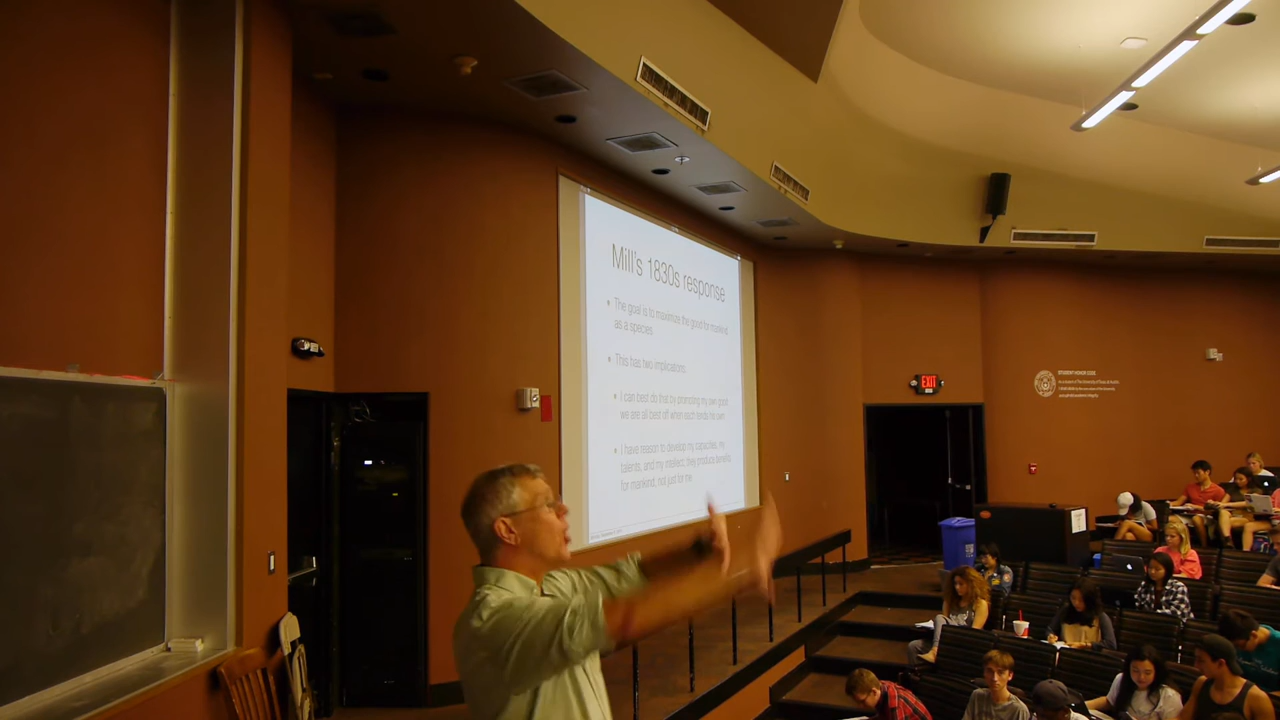 Mill's 1830s response
• The goal is to maximize the good for mankind
as a species
• This has two implications:
• I can best do that by promoting my own good
we are all best off when each tends his own
• I have reason to develop my capacities, my
talents, and my intellect: they produce benefits
for mankind, not just for me
EXIT
STUDENT HONOR CODE